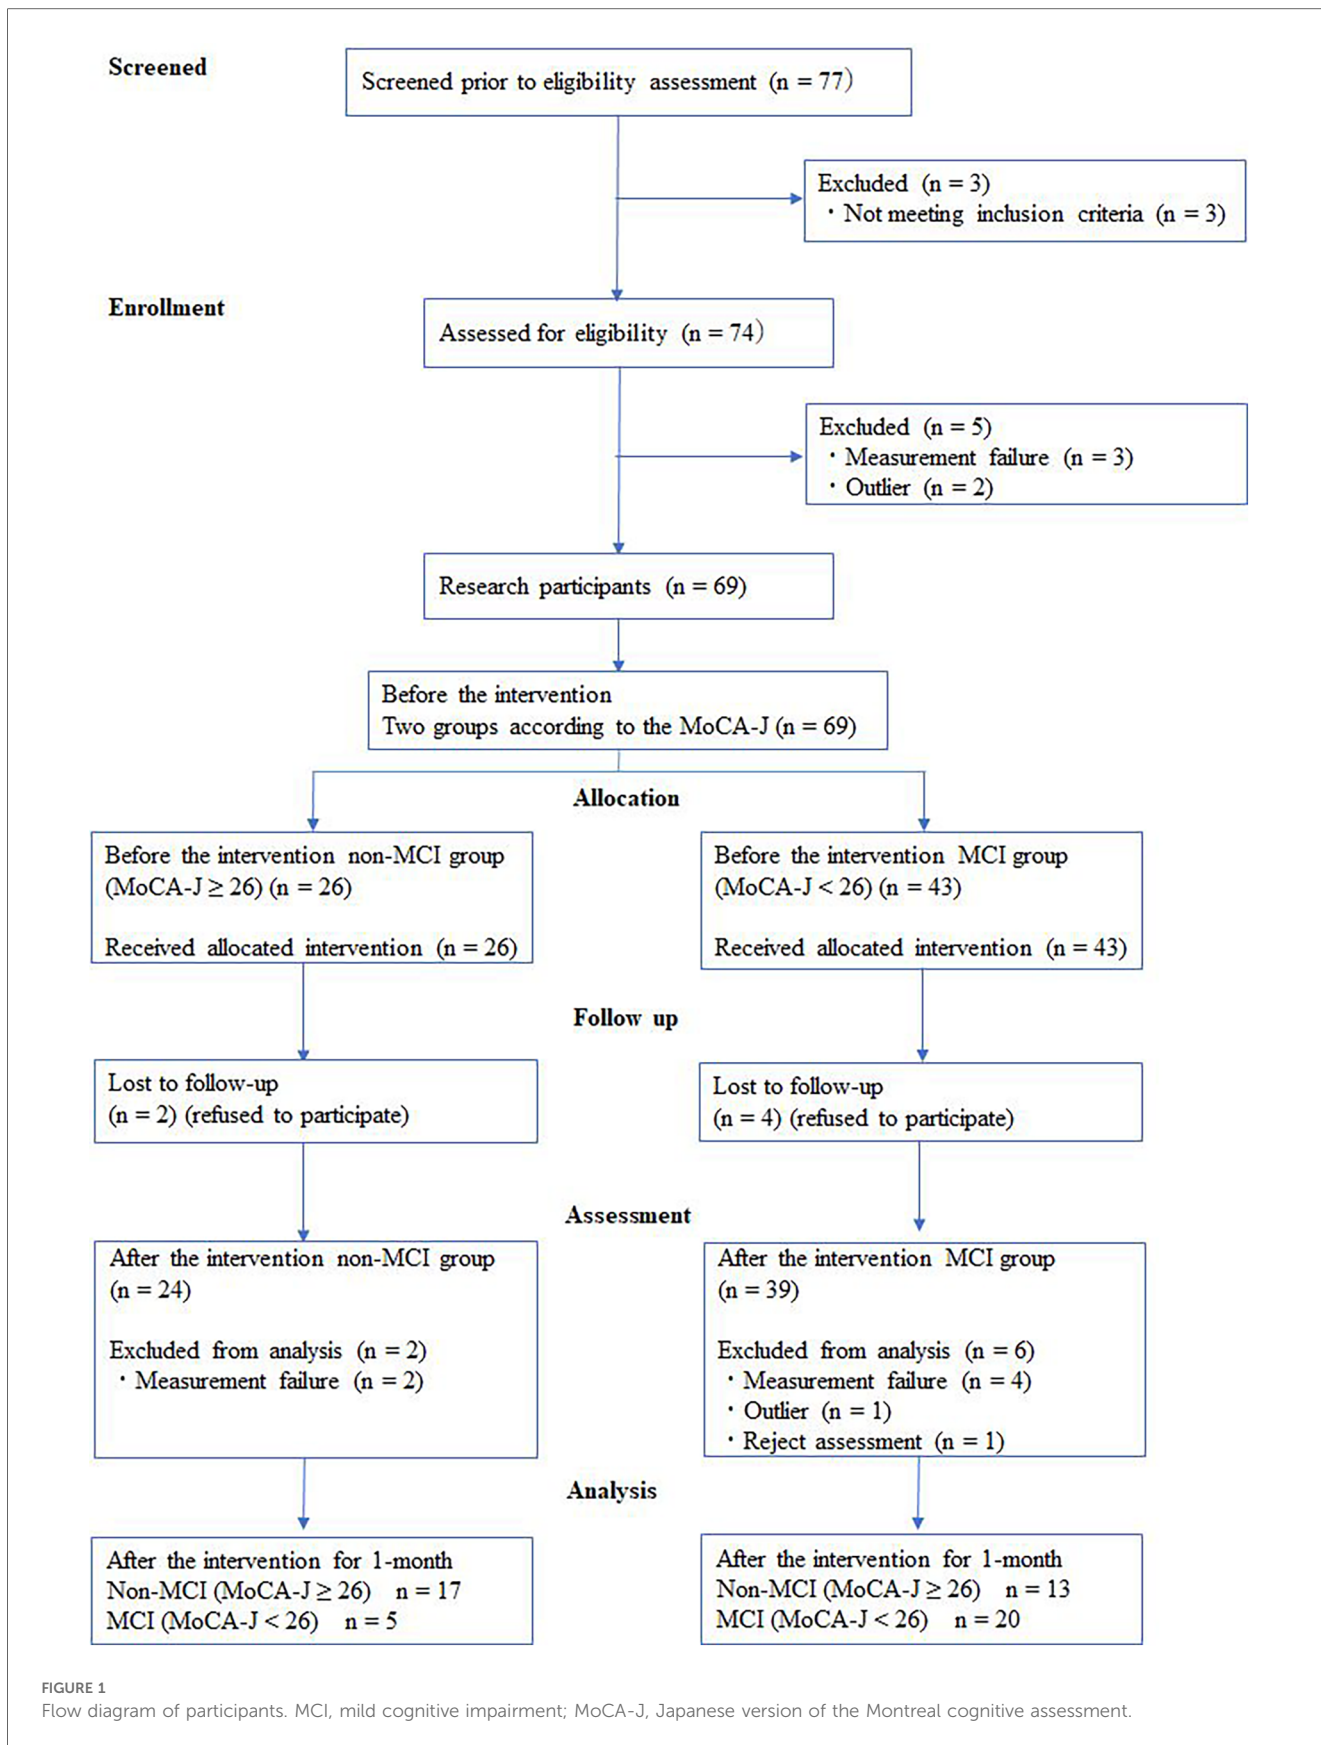 Screened
Screened prior to eligibility assessment (n = 77)
Excluded (n = 3)
・Not meeting inclusion criteria (n = 3)
Enrollment
Assessed for eligibility (n = 74)
Excluded (n = 5)
・Measurement failure (n = 3)
・Outlier (n = 2)
Research participants (n = 69)
Before the intervention
Two groups according to the MoCA-J (n = 69)
Allocation
Before the intervention non-MCI group
(MoCA-J ≥ 26) (n = 26)
Received allocated intervention (n = 26)
Before the intervention MCI group
(MoCA-J < 26) (n = 43)
Received allocated intervention (n = 43)
Follow up
Lost to follow-up
(n = 2) (refused to participate)
Lost to follow-up
(n = 4) (refused to participate)
Assessment
After the intervention non-MCI group
(n = 24)
Excluded from analysis (n = 2)
・Measurement failure (n = 2)
After the intervention MCI group
(n = 39)
Excluded from analysis (n = 6)
・Measurement failure (n = 4)
・Outlier (n = 1)
・Reject assessment (n = 1)
Analysis
After the intervention for 1-month
Non-MCI (MoCA-J ≥ 26) n = 17
MCI (MoCA-J < 26) n = 5
After the intervention for 1-month
Non-MCI (MoCA-J ≥ 26) n = 13
MCI (MoCA-J < 26) n = 20
FIGURE 1
Flow diagram of participants. MCI, mild cognitive impairment; MoCA-J, Japanese version of the Montreal cognitive assessment.